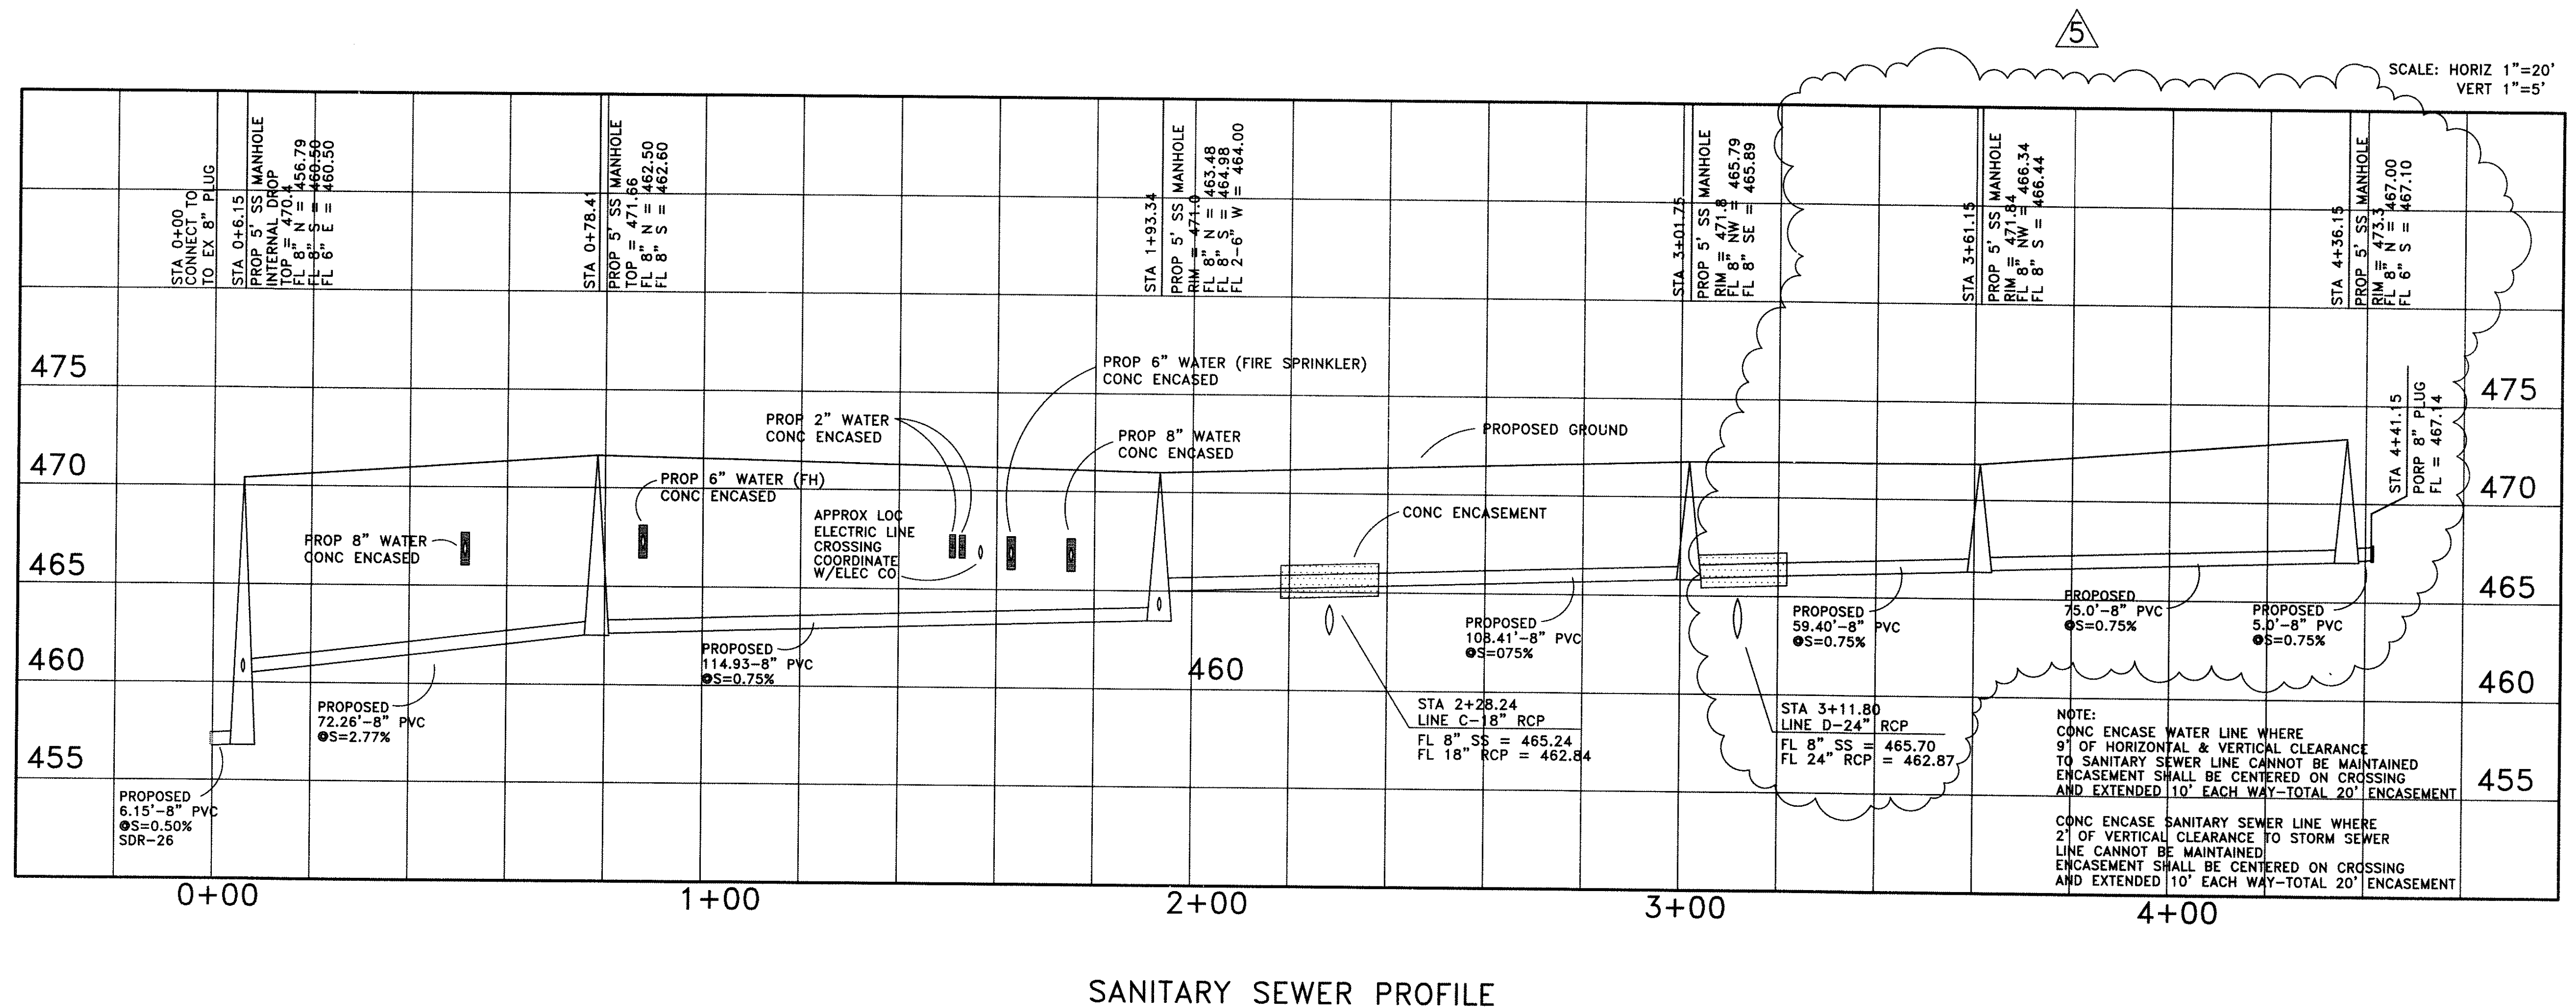 5
SCALE: HORIZ 1"=20'
VERT 1"=5'
STA 0+00
CONNECT TO
TO EX 8" PLUG
STA 0+6.15
PROP 5' SS MANHOLE
INTERNAL DROP
TOP = 470.4
FL 8" N = 456.79
FL 8" S = 460.50
FL 6" E = 460.50
STA 0+78.41
PROP 5' SS MANHOLE
TOP = 471.66
FL 8" N = 462.50
FL 8" S = 462.60
STA 1+93.34
PROP 5' SS MANHOLE
RIM = 471.0
FL 8" N = 463.48
FL 8" S = 464.98
FL 2-6" W = 464.00
STA 3+01.75
PROP 5' SS MANHOLE
RIM = 471.8
FL 8" NW = 465.79
FL 8" SE = 465.89
STA 3+61.15
PROP 5' SS MANHOLE
RIM = 471.84
FL 8" NW = 466.34
FL 8" S = 466.44
STA 4+36.15
PROP 5' SS MANHOLE
RIM = 473.3
FL 8" N = 467.00
FL 6" S = 467.10
475
475
PROP 6" WATER (FIRE SPRINKLER)
CONC ENCASED
PROP 2" WATER
CONC ENCASED
PROP 8" WATER
CONC ENCASED
PROPOSED GROUND
STA 4+41.15
PORP 8" PLUG
FL = 467.14
470
470
PROP 6" WATER (FH)
CONC ENCASED
APPROX LOC
ELECTRIC LINE
CROSSING
COORDINATE
W/ELEC CO
CONC ENCASEMENT
PROP 8" WATER
CONC ENCASED
465
465
PROPOSED
72.26'-8" PVC
@S=2.77%
PROPOSED
114.93-8" PVC
@S=0.75%
PROPOSED
108.41'-8" PVC
@S=075%
PROPOSED
59.40'-8" PVC
@S=0.75%
PROPOSED
75.0'-8" PVC
@S=0.75%
PROPOSED
5.0'-8" PVC
@S=0.75%
460
460
460
STA 2+28.24
LINE C-18" RCP
FL 8" SS = 465.24
FL 18" RCP = 462.84
STA 3+11.80
LINE D-24" RCP
FL 8" SS = 465.70
FL 24" RCP = 462.87
455
455
PROPOSED
6.15'-8" PVC
@S=0.50%
SDR-26
NOTE:
CONC ENCASE WATER LINE WHERE
9' OF HORIZONTAL & VERTICAL CLEARANCE
TO SANITARY SEWER LINE CANNOT BE MAINTAINED
ENCASEMENT SHALL BE CENTERED ON CROSSING
AND EXTENDED 10' EACH WAY-TOTAL 20' ENCASEMENT
CONC ENCASE SANITARY SEWER LINE WHERE
2' OF VERTICAL CLEARANCE TO STORM SEWER
LINE CANNOT BE MAINTAINED
ENCASEMENT SHALL BE CENTERED ON CROSSING
AND EXTENDED 10' EACH WAY-TOTAL 20' ENCASEMENT
0+00
1+00
2+00
3+00
4+00
SANITARY SEWER PROFILE